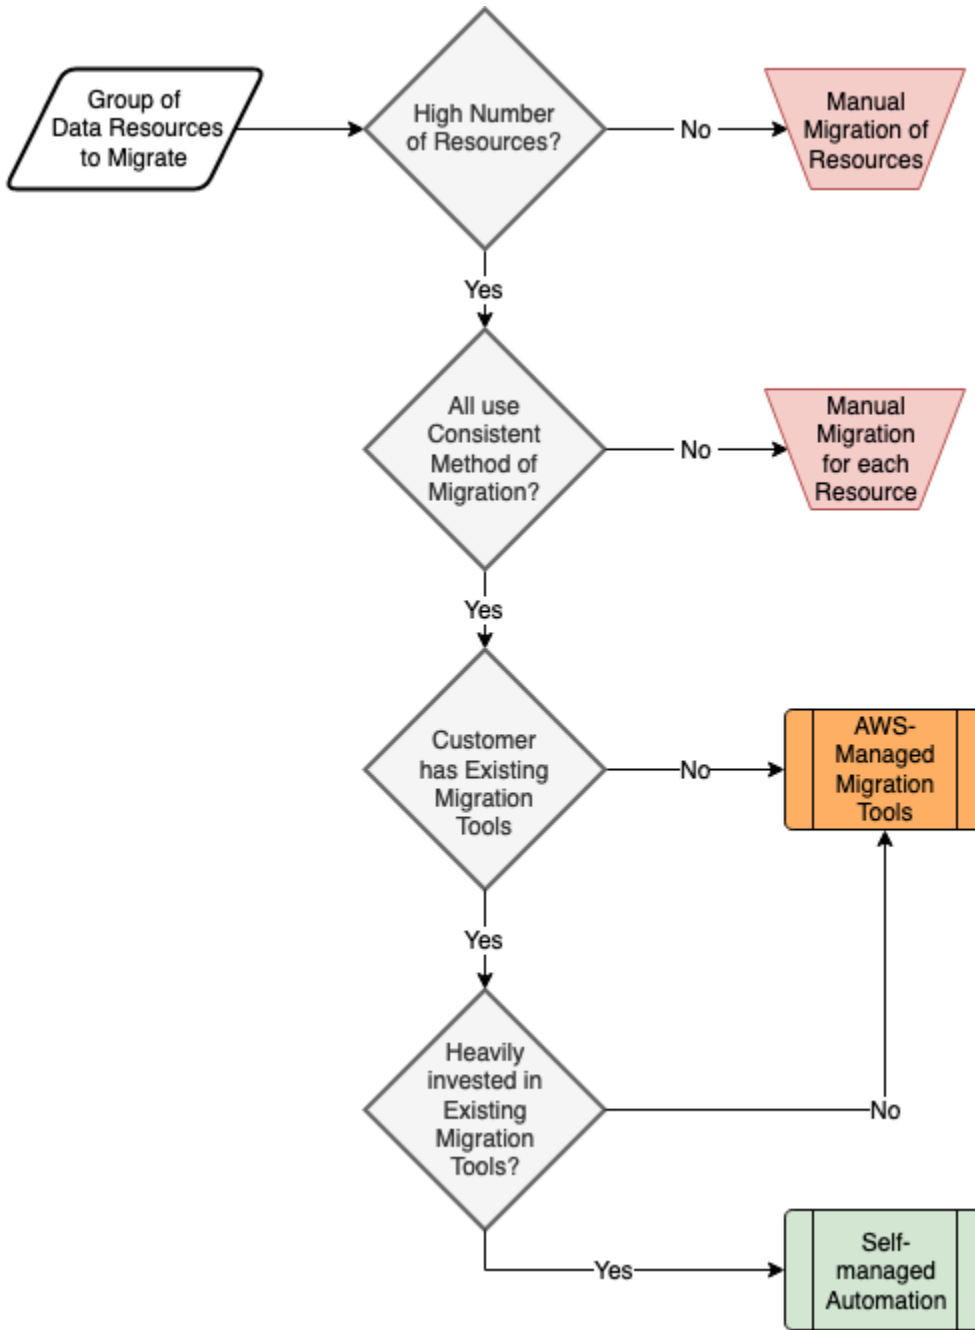 Group of
Data Resources
to Migrate
High Number
of Resources?
No
Manual
Migration of
Resources
Yes
All use
Consistent
Method of
Migration?
No
Manual
Migration
for each
Resource
Yes
Customer
has Existing
Migration
Tools
No
AWS-
Managed
Migration
Tools
Yes
Heavily
invested in
Existing
Migration
Tools?
No
Yes
Self-
managed
Automation